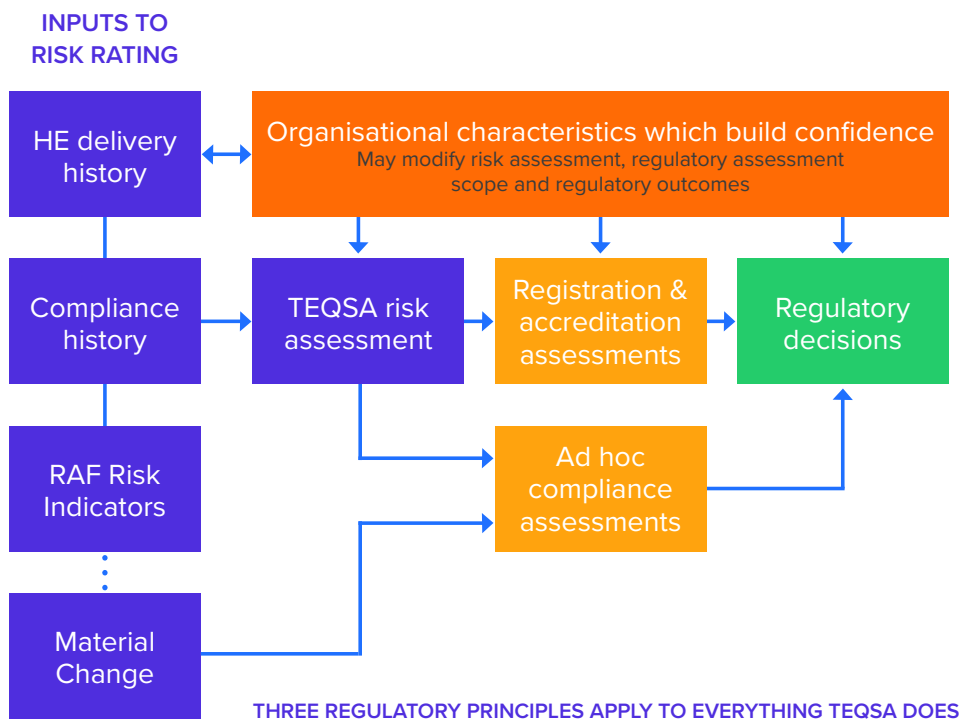 INPUTS TO
RISK RATING
HE delivery
history
Organisational characteristics which build confidence
May modify risk assessment, regulatory assessment
scope and regulatory outcomes
Compliance
history
TEQSA risk
assessment
Registration &
accreditation
assessments
Regulatory
decisions
RAF Risk
Indicators
Ad hoc
compliance
assessments
Material
Change
THREE REGULATORY PRINCIPLES APPLY TO EVERYTHING TEQSA DOES